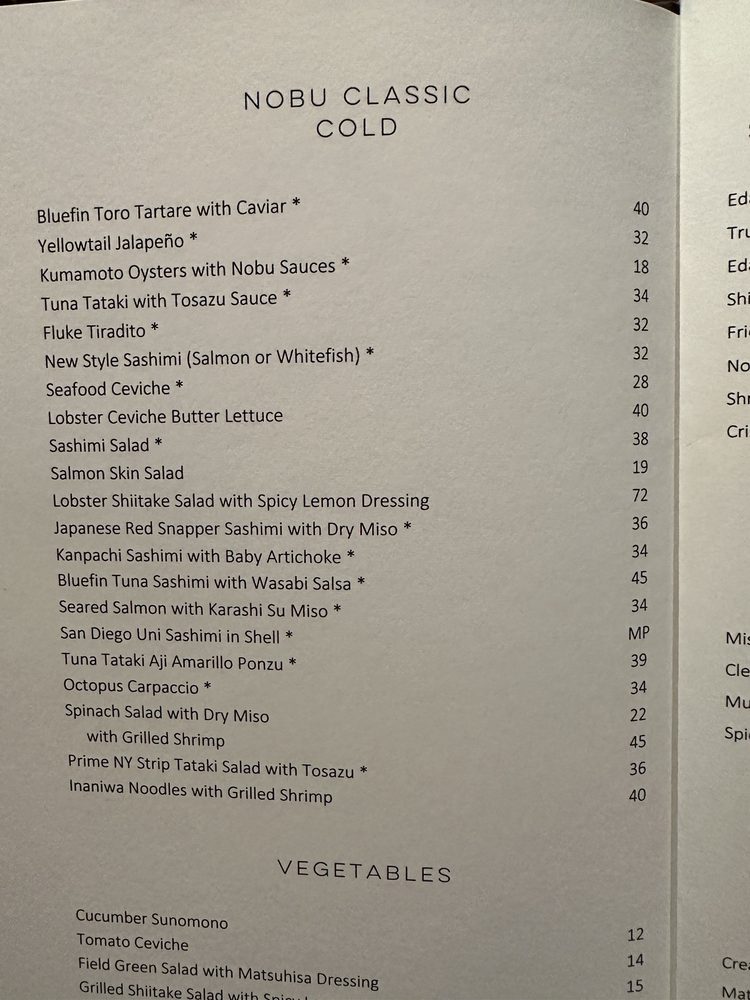 NOBU CLASSIC
COLD
Bluefin Toro Tartare with Caviar * 40
Yellowtail Jalapeño * 32
Kumamoto Oysters with Nobu Sauces * 18
Tuna Tataki with Tosazu Sauce * 34
Fluke Tiradito * 32
New Style Sashimi (Salmon or Whitefish) * 32
Seafood Ceviche * 28
Lobster Ceviche Butter Lettuce 40
Sashimi Salad * 38
Salmon Skin Salad 19
Lobster Shiitake Salad with Spicy Lemon Dressing 72
Japanese Red Snapper Sashimi with Dry Miso * 36
Kanpachi Sashimi with Baby Artichoke * 34
Bluefin Tuna Sashimi with Wasabi Salsa * 45
Seared Salmon with Karashi Su Miso * 34
San Diego Uni Sashimi in Shell * MP
Tuna Tataki Aji Amarillo Ponzu * 39
Octopus Carpaccio * 34
Spinach Salad with Dry Miso 22
with Grilled Shrimp 45
Prime NY Strip Tataki Salad with Tosazu * 36
Inaniwa Noodles with Grilled Shrimp 40
VEGETABLES
Cucumber Sunomono 12
Tomato Ceviche 14
Field Green Salad with Matsuhisa Dressing 15
Grilled Shiitake Salad with